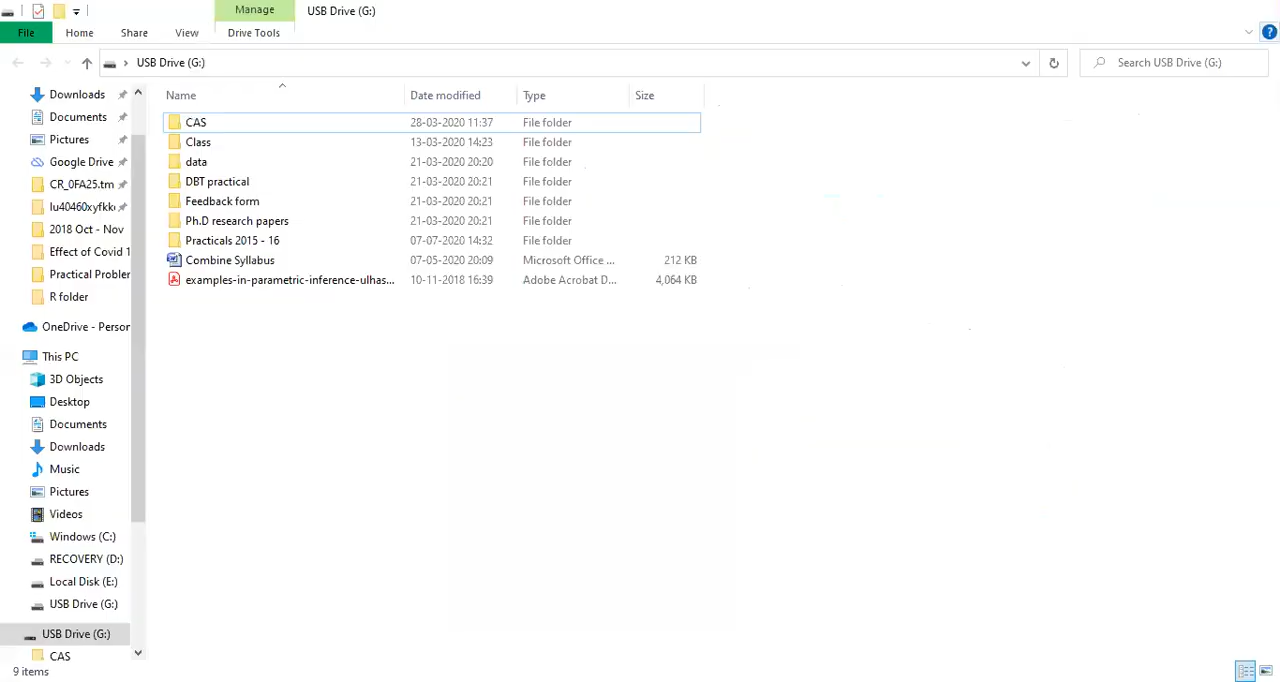 Manage USB Drive (G:)
File Home Share View Drive Tools
USB Drive (G:) Search USB Drive (G:)
Downloads
Documents
Pictures
Google Drive
CR_0FA25.tm
lu40460xyfkk
2018 Oct - Nov
Effect of Covid 1
Practical Probler
R folder
OneDrive - Person
This PC
3D Objects
Desktop
Documents
Downloads
Music
Pictures
Videos
Windows (C:)
RECOVERY (D:)
Local Disk (E:)
USB Drive (G:)
USB Drive (G:)
CAS
Name Date modified Type Size
CAS 28-03-2020 11:37 File folder
Class 13-03-2020 14:23 File folder
data 21-03-2020 20:20 File folder
DBT practical 21-03-2020 20:21 File folder
Feedback form 21-03-2020 20:21 File folder
Ph.D research papers 21-03-2020 20:21 File folder
Practicals 2015 - 16 07-07-2020 14:32 File folder
Combine Syllabus 07-05-2020 20:09 Microsoft Office ... 212 KB
examples-in-parametric-inference-ulhas... 10-11-2018 16:39 Adobe Acrobat D... 4,064 KB
9 items